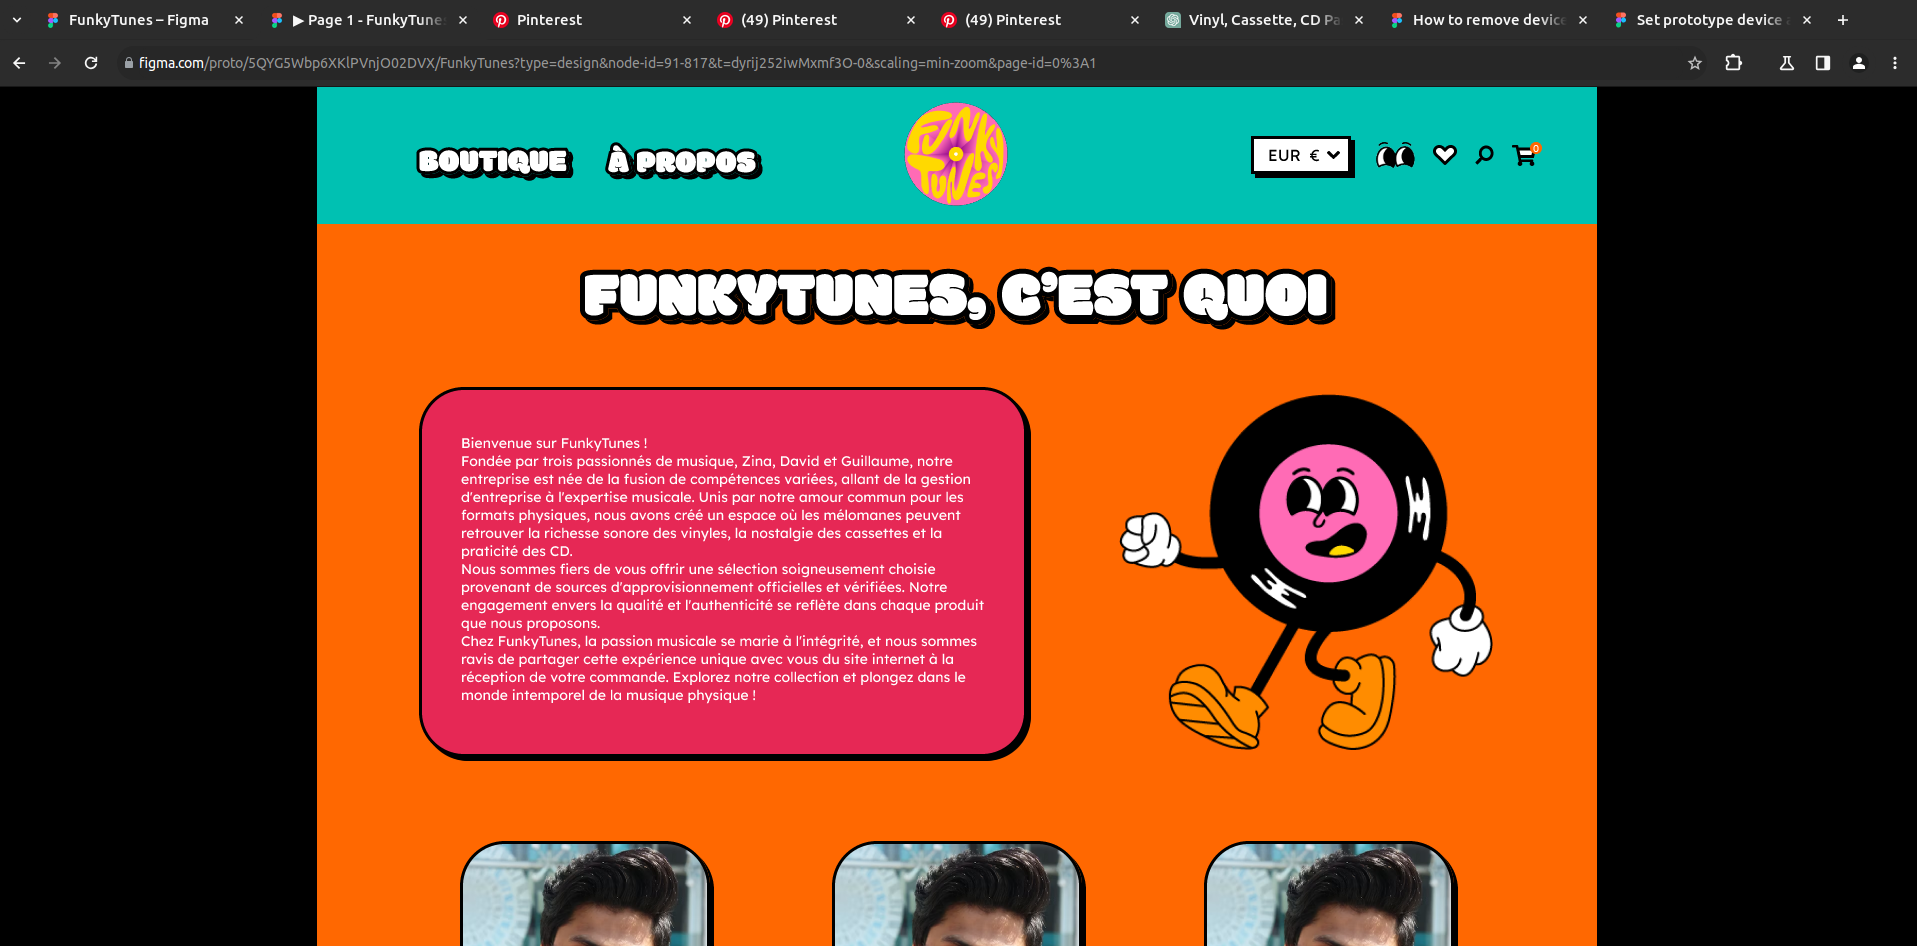 FunkyTunes – Figma
▶ Page 1 - FunkyTune
Pinterest
(49) Pinterest
(49) Pinterest
Vinyl, Cassette, CD Pa
How to remove device
Set prototype device
figma.com/proto/5QYG5Wbp6XKlPVnjO02DVX/FunkyTunes?type=design&node-id=91-817&t=dyrij252iwMxmf3O-0&scaling=min-zoom&page-id=0%3A1
BOUTIQUE
À PROPOS
FUNKY
TUNES
EUR €
0
FUNKYTUNES, C'EST QUOI
Bienvenue sur FunkyTunes !
Fondée par trois passionnés de musique, Zina, David et Guillaume, notre
entreprise est née de la fusion de compétences variées, allant de la gestion
d'entreprise à l'expertise musicale. Unis par notre amour commun pour les
formats physiques, nous avons créé un espace où les mélomanes peuvent
retrouver la richesse sonore des vinyles, la nostalgie des cassettes et la
praticité des CD.
Nous sommes fiers de vous offrir une sélection soigneusement choisie
provenant de sources d'approvisionnement officielles et vérifiées. Notre
engagement envers la qualité et l'authenticité se reflète dans chaque produit
que nous proposons.
Chez FunkyTunes, la passion musicale se marie à l'intégrité, et nous sommes
ravis de partager cette expérience unique avec vous du site internet à la
réception de votre commande. Explorez notre collection et plongez dans le
monde intemporel de la musique physique !